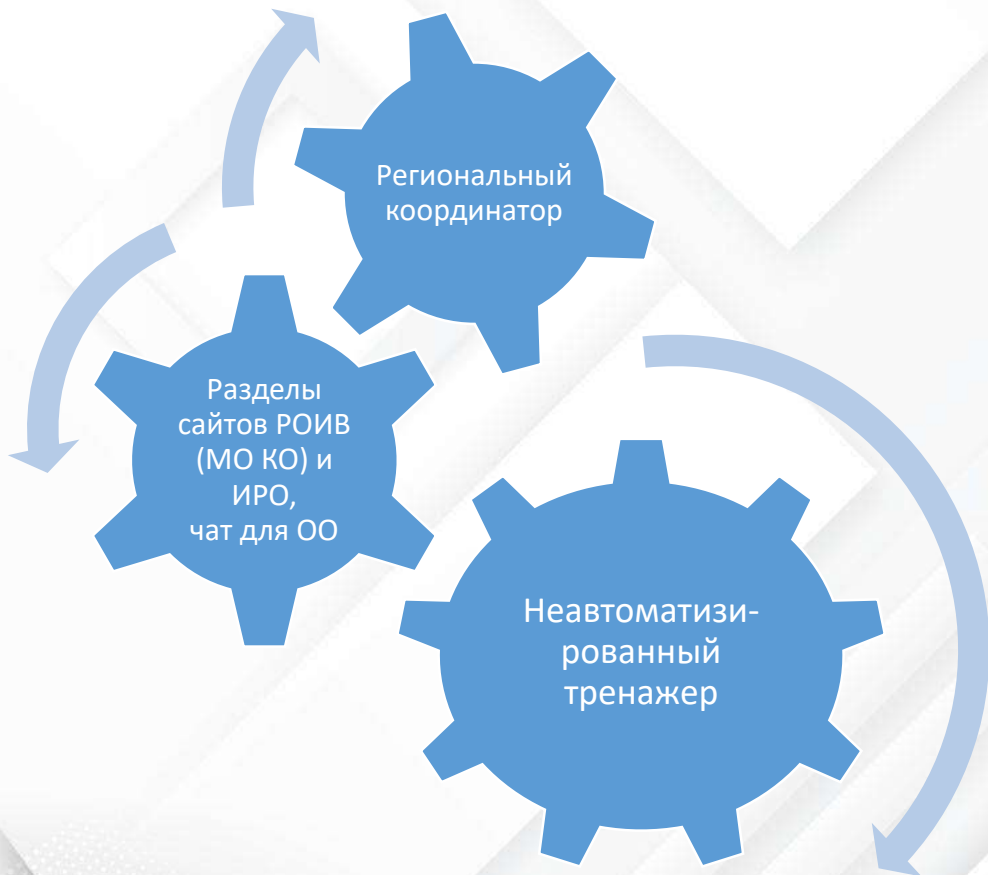 Региональный
координатор
Разделы
сайтов РОИВ
(МО КО) и
ИРО,
чат для ОО
Неавтоматизи-
рованный
тренажер